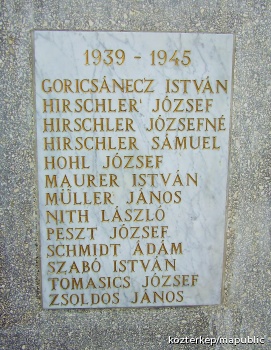 1939 - 1945
GORICSÁNECZ ISTVÁN
HIRSCHLER JÓZSEF
HIRSCHLER JÓZSEFNÉ
HIRSCHLER SÁMUEL
HOHL JÓZSEF
MAURER ISTVÁN
MÜLLER JÁNOS
NITH LÁSZLÓ
PESZT JÓZSEF
SCHMIDT ÁDÁM
SZABÓ ISTVÁN
TOMASICS JÓZSEF
ZSOLDOS JÁNOS
kozterkep/mapublic